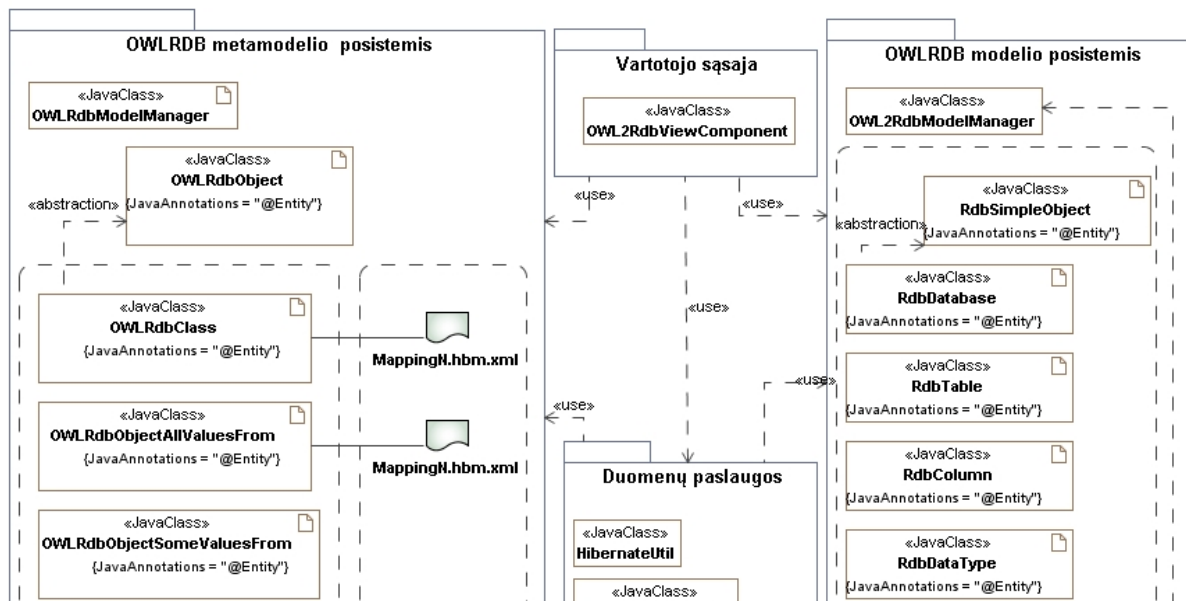 OWLRDB metamodelio posistemis
«JavaClass»
OWLRdbModelManager
«JavaClass»
OWLRdbObject
{JavaAnnotations = "@Entity"}
«abstraction»
«JavaClass»
OWLRdbClass
{JavaAnnotations = "@Entity"}
MappingN.hbm.xml
«JavaClass»
OWLRdbObjectAllValuesFrom
{JavaAnnotations = "@Entity"}
MappingN.hbm.xml
«JavaClass»
OWLRdbObjectSomeValuesFrom
{JavaAnnotations = "@Entity"}
Vartotojo sąsaja
«JavaClass»
OWL2RdbViewComponent
«use»
«use»
«use»
«use»
«use»
Duomenų paslaugos
«JavaClass»
HibernateUtil
«JavaClass»
OWLRDB modelio posistemis
«JavaClass»
OWL2RdbModelManager
«JavaClass»
RdbSimpleObject
{JavaAnnotations = "@Entity"}
«abstraction»
«JavaClass»
RdbDatabase
{JavaAnnotations = "@Entity"}
«JavaClass»
RdbTable
{JavaAnnotations = "@Entity"}
«JavaClass»
RdbColumn
{JavaAnnotations = "@Entity"}
«JavaClass»
RdbDataType
{JavaAnnotations = "@Entity"}